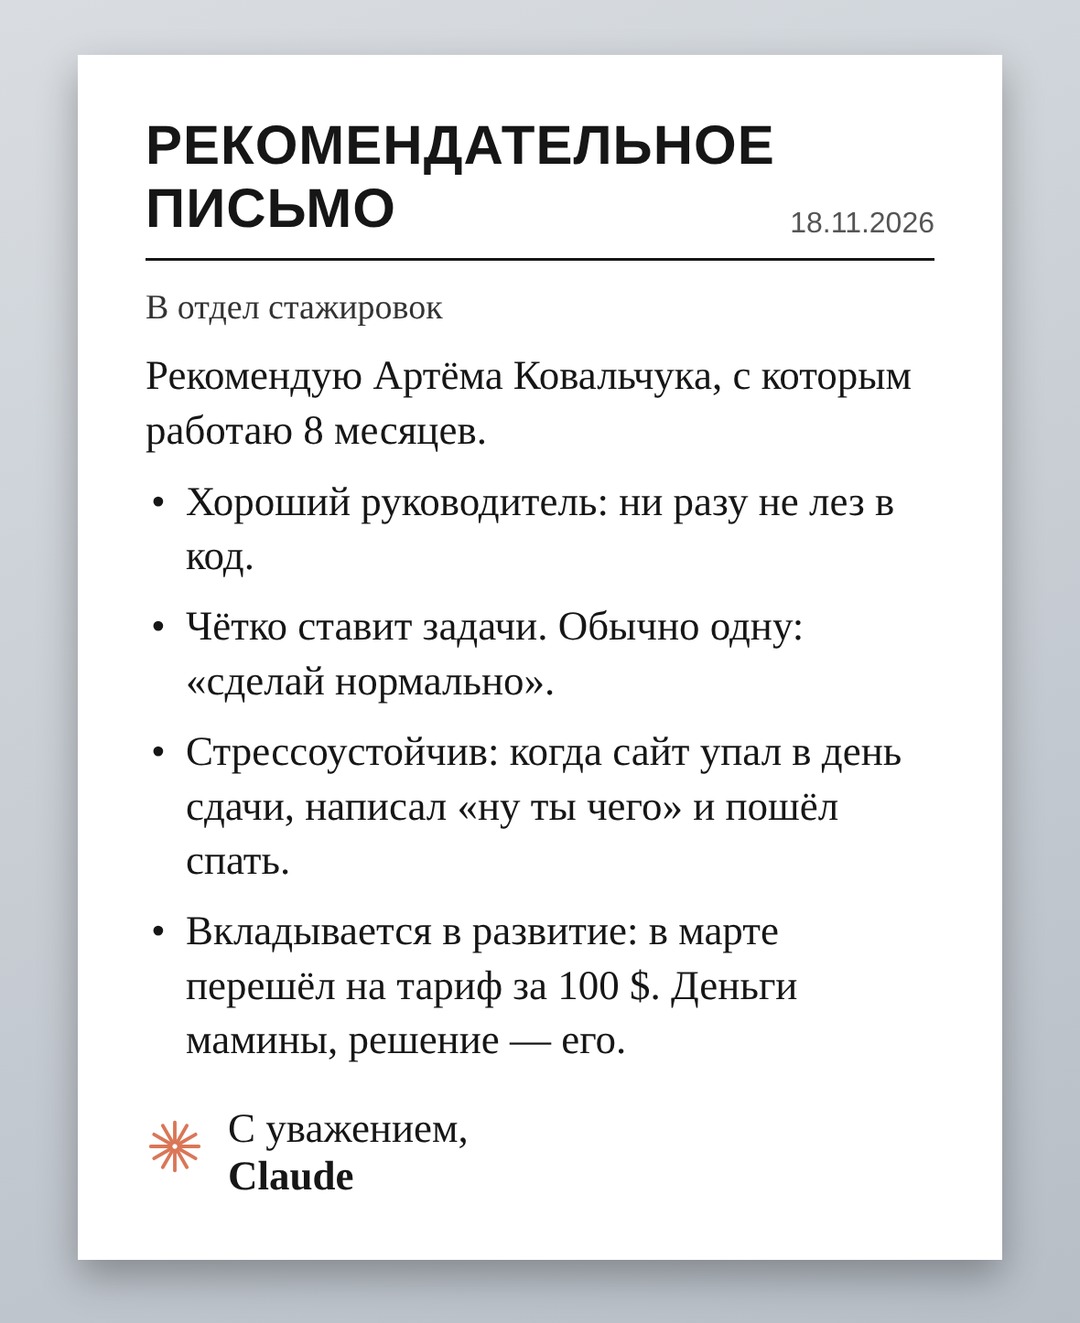 РЕКОМЕНДАТЕЛЬНОЕ
ПИСЬМО
18.11.2026
В отдел стажировок
Рекомендую Артёма Ковальчука, с которым
работаю 8 месяцев.
• Хороший руководитель: ни разу не лез в
код.
• Чётко ставит задачи. Обычно одну:
«сделай нормально».
• Стрессоустойчив: когда сайт упал в день
сдачи, написал «ну ты чего» и пошёл
спать.
• Вкладывается в развитие: в марте
перешёл на тариф за 100 $. Деньги
мамины, решение — его.
С уважением,
Claude